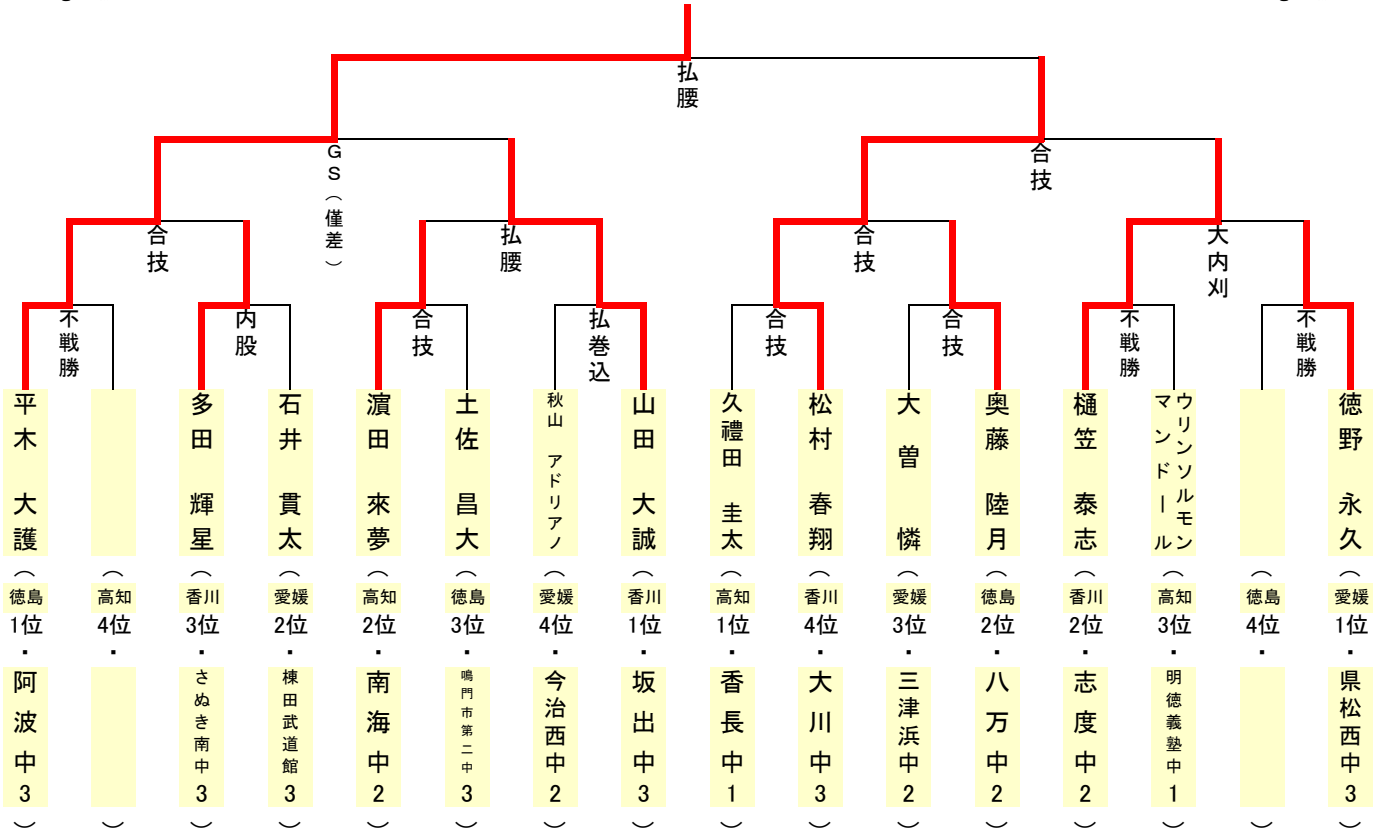 払腰
GS（僅差）
合技
合技
払腰
合技
大内刈
不戦勝
内股
合技
払巻込
合技
合技
不戦勝
不戦勝
平木 大護（徳島1位・阿波中3）
（高知4位・）
多田 輝星（香川3位・さぬき南中3）
石井 貫太（愛媛2位・棟田武道館3）
濵田 來夢（高知2位・南海中2）
土佐 昌大（徳島3位・鳴門市第二中3）
秋山 アドリアノ（愛媛4位・今治西中2）
山田 大誠（香川1位・坂出中3）
久禮田 圭太（高知1位・香長中1）
松村 春翔（香川4位・大川中3）
大曽 憐（愛媛3位・三津浜中2）
奥藤 陸月（徳島2位・八万中2）
樋笠 泰志（香川2位・志度中2）
ウリンソルモン
マンドール（高知3位・明徳義塾中1）
（徳島4位・）
徳野 永久（愛媛1位・県松西中3）